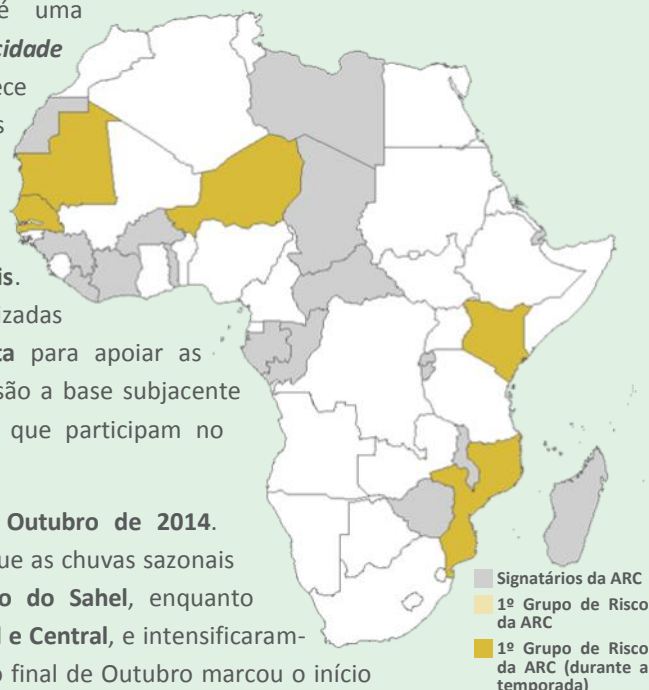 é uma
cidade
ece
s
is.
izadas
ta para apoiar as
são a base subjacente
que participam no
Outubro de 2014.
que as chuvas sazonais
o do Sahel, enquanto
l e Central, e intensificaram-
o final de Outubro marcou o início
Signatários da ARC
1º Grupo de Risco
da ARC
1º Grupo de Risco
da ARC (durante a
temporada)